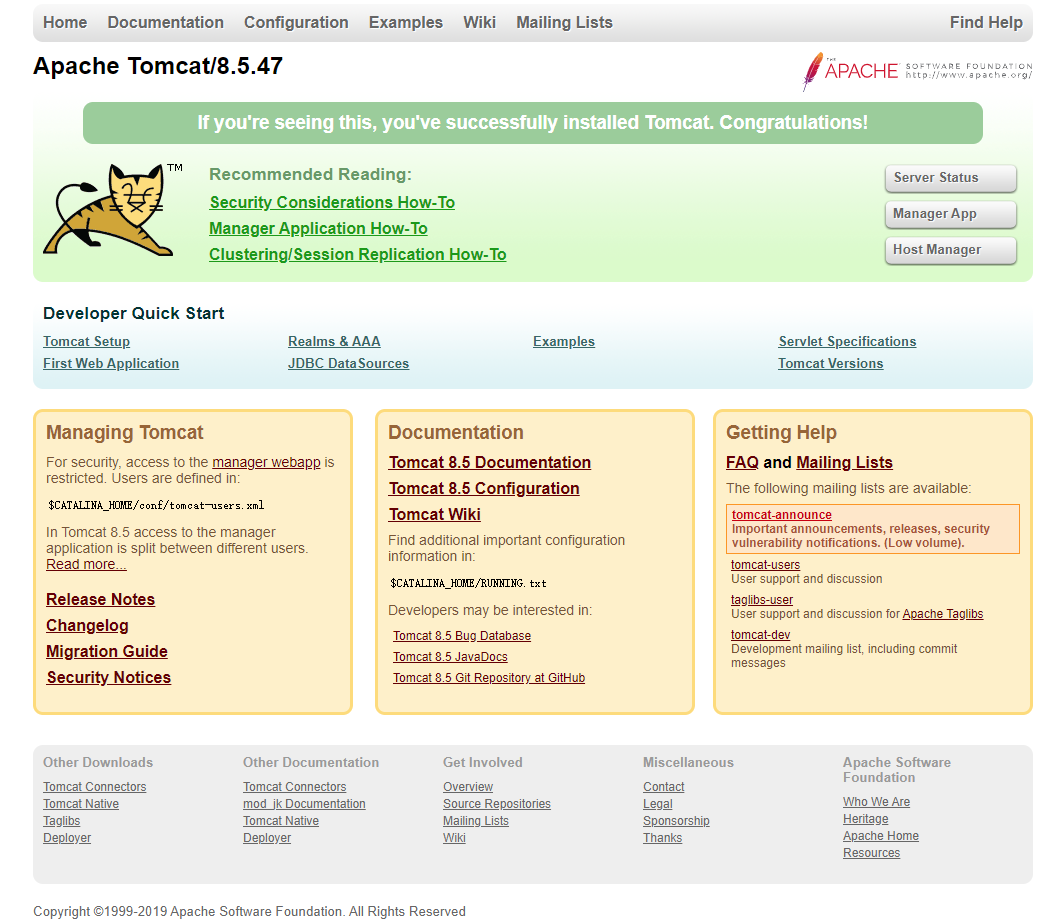 Home Documentation Configuration Examples Wiki Mailing Lists Find Help
Apache Tomcat/8.5.47
THE
APACHE SOFTWARE FOUNDATION
http://www.apache.org/
If you're seeing this, you've successfully installed Tomcat. Congratulations!
TM
Recommended Reading:
Security Considerations How-To
Manager Application How-To
Clustering/Session Replication How-To
Server Status
Manager App
Host Manager
Developer Quick Start
Tomcat Setup
First Web Application
Realms & AAA
JDBC DataSources
Examples
Servlet Specifications
Tomcat Versions
Managing Tomcat
For security, access to the manager webapp is
restricted. Users are defined in:
$CATALINA_HOME/conf/tomcat-users.xml
In Tomcat 8.5 access to the manager
application is split between different users.
Read more...
Release Notes
Changelog
Migration Guide
Security Notices
Documentation
Tomcat 8.5 Documentation
Tomcat 8.5 Configuration
Tomcat Wiki
Find additional important configuration
information in:
$CATALINA_HOME/RUNNING.txt
Developers may be interested in:
Tomcat 8.5 Bug Database
Tomcat 8.5 JavaDocs
Tomcat 8.5 Git Repository at GitHub
Getting Help
FAQ and Mailing Lists
The following mailing lists are available:
tomcat-announce
Important announcements, releases, security
vulnerability notifications. (Low volume).
tomcat-users
User support and discussion
taglibs-user
User support and discussion for Apache Taglibs
tomcat-dev
Development mailing list, including commit
messages
Other Downloads
Tomcat Connectors
Tomcat Native
Taglibs
Deployer
Other Documentation
Tomcat Connectors
mod_jk Documentation
Tomcat Native
Deployer
Get Involved
Overview
Source Repositories
Mailing Lists
Wiki
Miscellaneous
Contact
Legal
Sponsorship
Thanks
Apache Software
Foundation
Who We Are
Heritage
Apache Home
Resources
Copyright ©1999-2019 Apache Software Foundation. All Rights Reserved